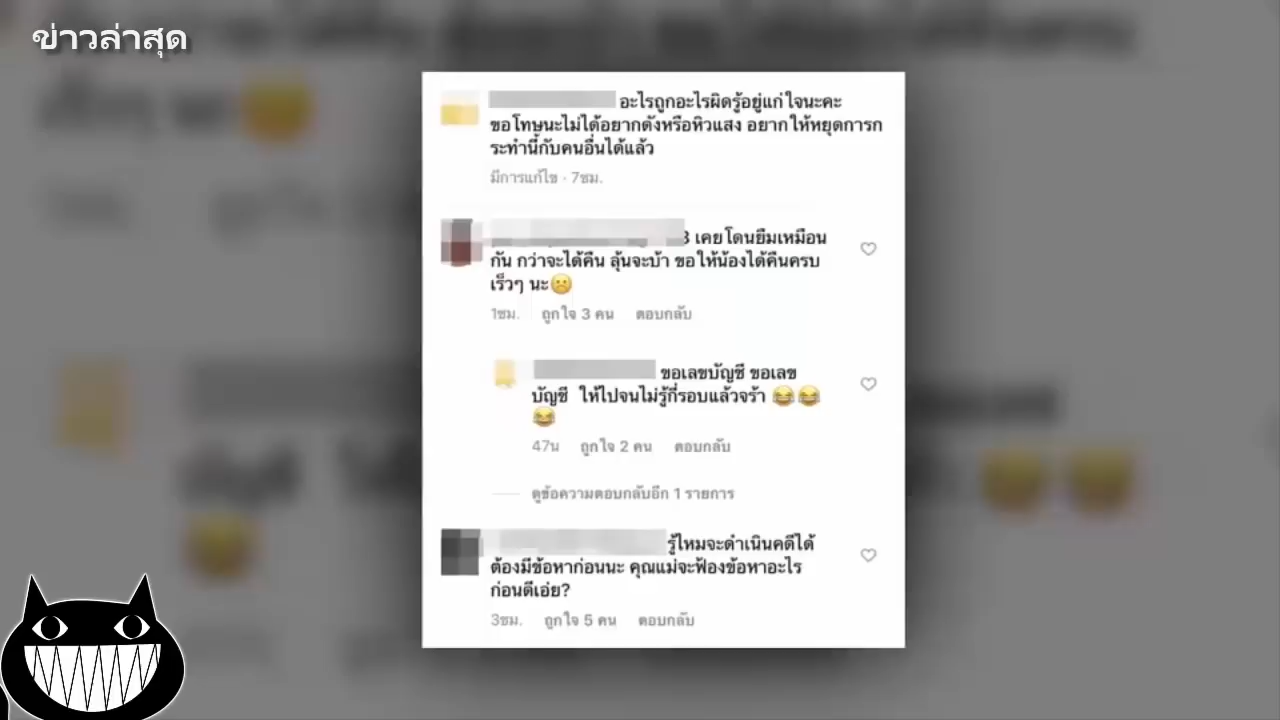 ข่าวล่าสุด
อะไรถูกอะไรผิดรู้อยู่แก่ใจนะคะ
ขอโทษนะไม่ได้อยากดังหรือหิวแสง อยากให้หยุดการก
ระทำนี้กับคนอื่นได้แล้ว
มีการแก้ไข · 7ชม.
3 เคยโดนยืมเหมือน
กัน กว่าจะได้คืน ลุ้นจะบ้า ขอให้น้องได้คืนครบ
เร็วๆ นะ☹️
1ชม. ถูกใจ 3 คน ตอบกลับ
ขอเลขบัญชี ขอเลข
บัญชี ให้ไปจนไม่รู้กี่รอบแล้วจร้า 😂😂
😂
47น ถูกใจ 2 คน ตอบกลับ
ดูข้อความตอบกลับอีก 1 รายการ
รู้ไหมจะดำเนินคดีได้
ต้องมีข้อหาก่อนนะ คุณแม่จะฟ้องข้อหาอะไร
ก่อนดีเอ่ย?
3ชม. ถูกใจ 5 คน ตอบกลับ